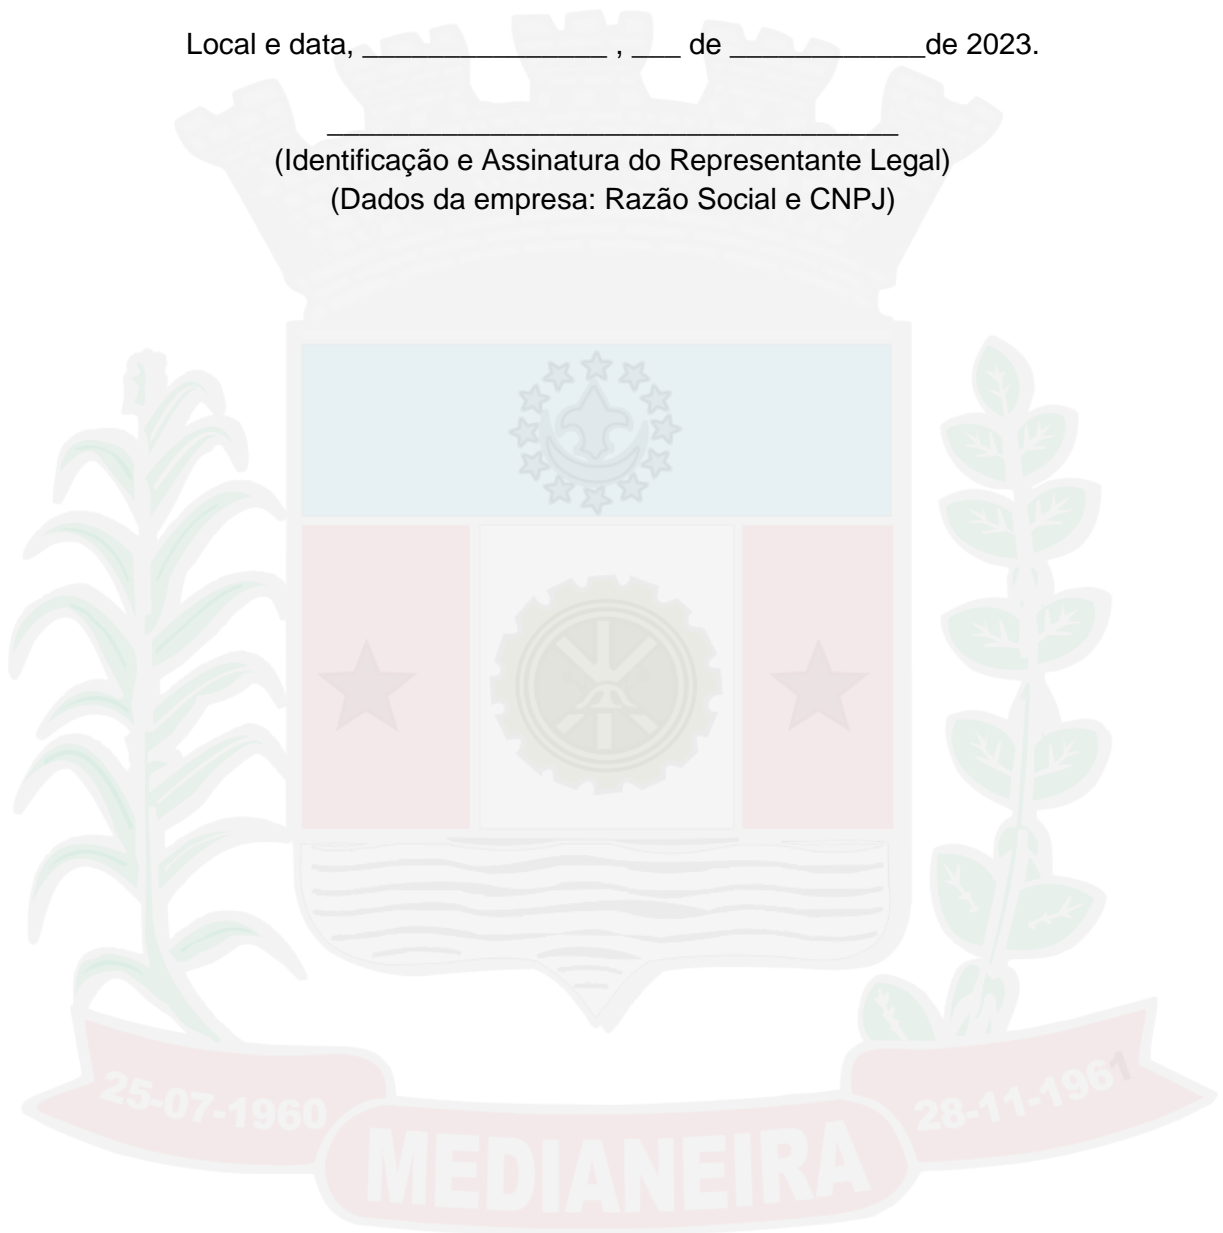 Local e data, _______________ , ___ de ____________de 2023.
___________________________________
(Identificação e Assinatura do Representante Legal)
(Dados da empresa: Razão Social e CNPJ)
25-07-1960
28-11-1961
MEDIANEIRA